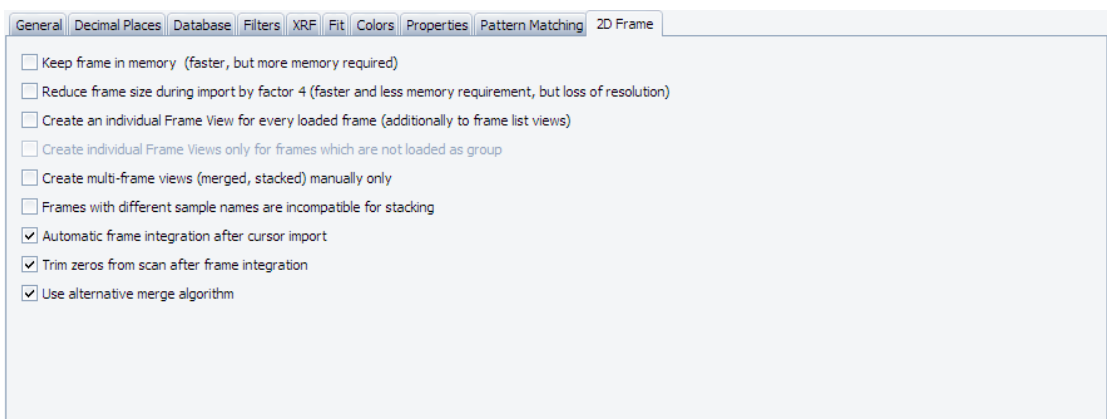 General Decimal Places Database Filters XRF Fit Colors Properties Pattern Matching 2D Frame
Keep frame in memory (faster, but more memory required)
Reduce frame size during import by factor 4 (faster and less memory requirement, but loss of resolution)
Create an individual Frame View for every loaded frame (additionally to frame list views)
Create individual Frame Views only for frames which are not loaded as group
Create multi-frame views (merged, stacked) manually only
Frames with different sample names are incompatible for stacking
Automatic frame integration after cursor import
Trim zeros from scan after frame integration
Use alternative merge algorithm